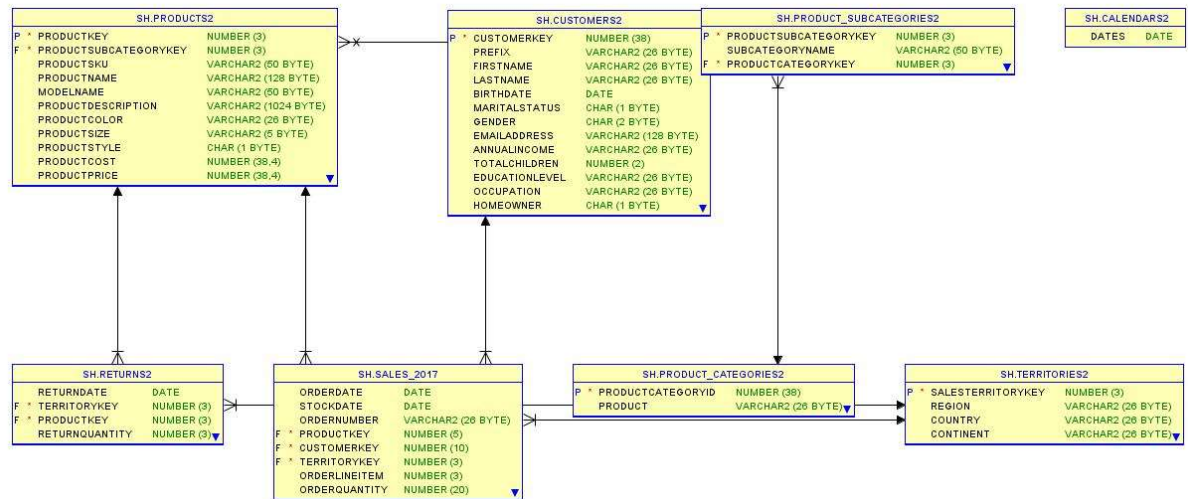 SH.PRODUCTS2
P * PRODUCTKEY NUMBER (3)
F * PRODUCTSUBCATEGORYKEY NUMBER (3)
PRODUCTSKU VARCHAR2 (50 BYTE)
PRODUCTNAME VARCHAR2 (128 BYTE)
MODELNAME VARCHAR2 (50 BYTE)
PRODUCTDESCRIPTION VARCHAR2 (1024 BYTE)
PRODUCTCOLOR VARCHAR2 (26 BYTE)
PRODUCTSIZE VARCHAR2 (5 BYTE)
PRODUCTSTYLE CHAR (1 BYTE)
PRODUCTCOST NUMBER (38,4)
PRODUCTPRICE NUMBER (38,4)
SH.CUSTOMERS2
P * CUSTOMERKEY NUMBER (38)
PREFIX VARCHAR2 (26 BYTE)
FIRSTNAME VARCHAR2 (26 BYTE)
LASTNAME VARCHAR2 (26 BYTE)
BIRTHDATE DATE
MARITALSTATUS CHAR (1 BYTE)
GENDER CHAR (2 BYTE)
EMAILADDRESS VARCHAR2 (128 BYTE)
ANNUALINCOME VARCHAR2 (26 BYTE)
TOTALCHILDREN NUMBER (2)
EDUCATIONLEVEL VARCHAR2 (26 BYTE)
OCCUPATION VARCHAR2 (26 BYTE)
HOMEOWNER CHAR (1 BYTE)
SH.PRODUCT_SUBCATEGORIES2
P * PRODUCTSUBCATEGORYKEY NUMBER (3)
SUBCATEGORYNAME VARCHAR2 (50 BYTE)
F * PRODUCTCATEGORYKEY NUMBER (3)
SH.CALENDARS2
DATES DATE
SH.RETURNS2
RETURNDATE DATE
F * TERRITORYKEY NUMBER (3)
F * PRODUCTKEY NUMBER (3)
RETURNQUANTITY NUMBER (3)
SH.SALES_2017
ORDERDATE DATE
STOCKDATE DATE
ORDERNUMBER VARCHAR2 (26 BYTE)
F * PRODUCTKEY NUMBER (5)
F * CUSTOMERKEY NUMBER (10)
F * TERRITORYKEY NUMBER (3)
ORDERLINEITEM NUMBER (3)
ORDERQUANTITY NUMBER (20)
SH.PRODUCT_CATEGORIES2
P * PRODUCTCATEGORYID NUMBER (38)
PRODUCT VARCHAR2 (26 BYTE)
SH.TERRITORIES2
P * SALESTERRITORYKEY NUMBER (3)
REGION VARCHAR2 (26 BYTE)
COUNTRY VARCHAR2 (26 BYTE)
CONTINENT VARCHAR2 (26 BYTE)